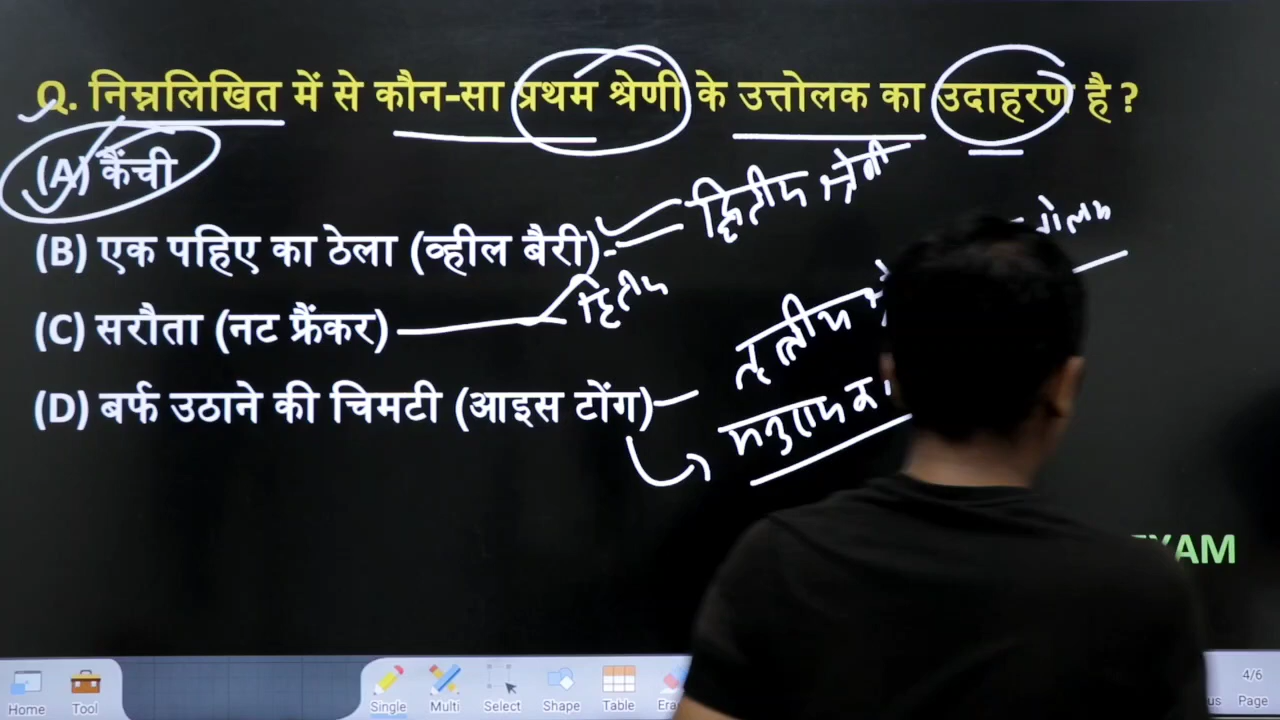 Q. निम्नलिखित में से कौन-सा प्रथम श्रेणी के उत्तोलक का उदाहरण है ?
(A) कैंची
(B) एक पहिए का ठेला (व्हील बैरी)
द्वितीय श्रेणी
(C) सरौता (नट फ्रैंकर)
द्वितीय
तृतीय
(D) बर्फ उठाने की चिमटी (आइस टोंग)
EXAM
Home
Tool
Single
Multi
Select
Shape
Table
4/6
Page